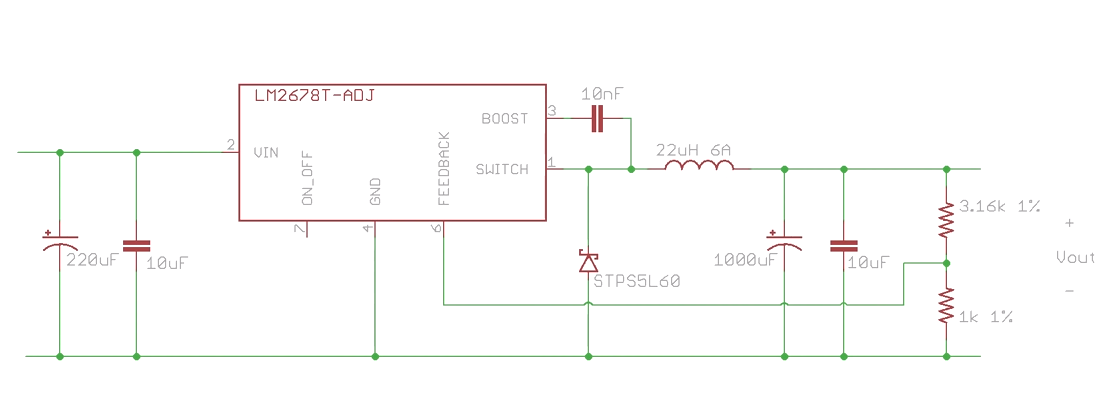 LM2678T-ADJ
10nF
BOOST
3
2
VIN
ON_OFF
GND
FEEDBACK
SWITCH
1
22uH 6A
7
4
6
3.16k 1%
+
Vout
-
+
220uF
10uF
STPS5L60
+
1000uF
10uF
1k 1%